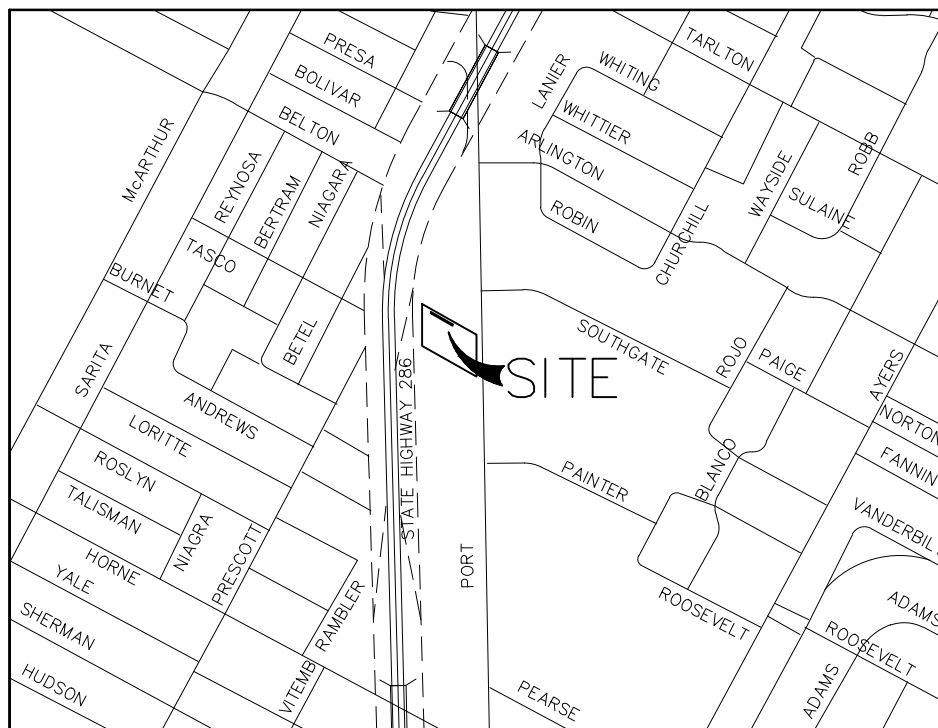 PRESA
BOLIVAR
BELTON
McARTHUR
REYNOSA
BERTRAM
NIAGARA
TASCO
BURNET
BETEL
SARITA
ANDREWS
LORITTE
ROSLYN
TALISMAN
NIAGRA
PRESCOTT
HORNE
YALE
SHERMAN
HUDSON
VITEMB
RAMBLER
STATE HIGHWAY 286
SITE
PORT
LANIER
WHITING
TARLTON
WHITTIER
ARLINGTON
ROBIN
CHURCHILL
WAYSIDE
ROBB
SULAINE
SOUTHGATE
ROJO
PAIGE
AYERS
NORTON
FANNIN
BLANCO
PAINTER
VANDERBILT
ROOSEVELT
ADAMS
ROOSEVELT
ADAMS
PEARSE